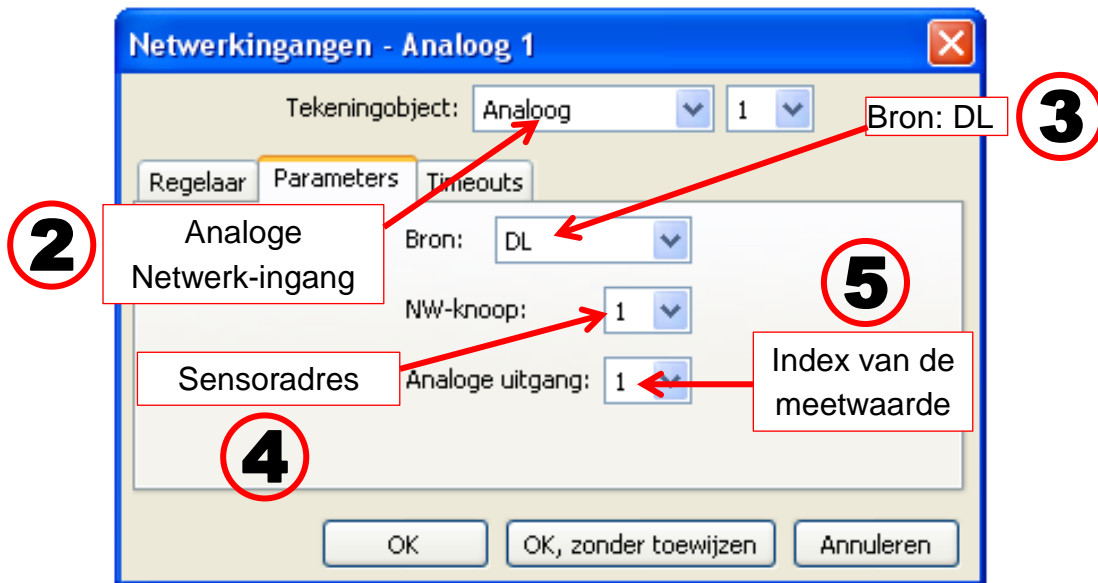 Netwerkingangen - Analoog 1
Tekeningobject: Analoog 1
Bron: DL
3
Regelaar Parameters Timeouts
2
Analoge
Netwerk-ingang
Bron: DL
5
NW-knoop: 1
Sensoradres
Analoge uitgang: 1
Index van de
meetwaarde
4
OK OK, zonder toewijzen Annuleren